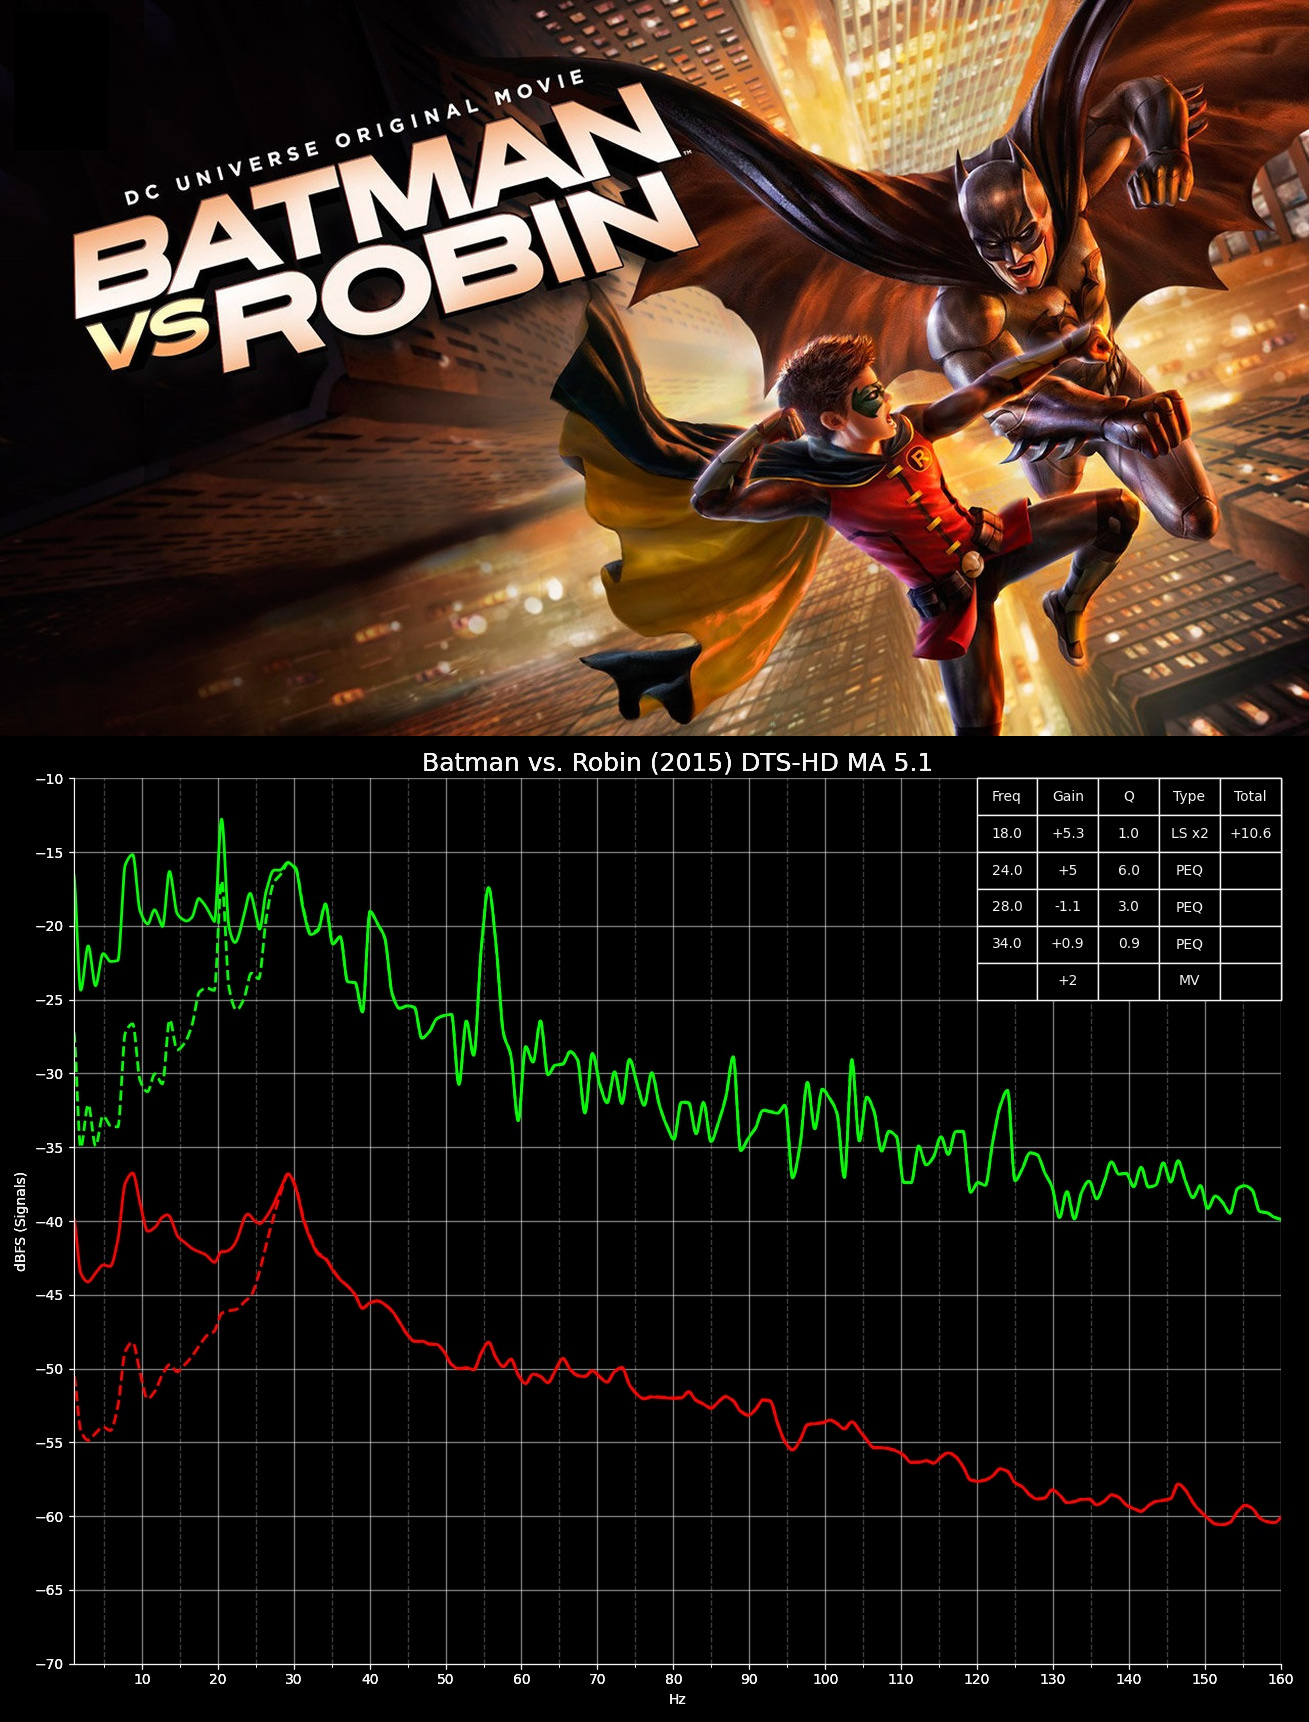 DC UNIVERSE ORIGINAL MOVIE
BATMAN™
VS ROBIN
Batman vs. Robin (2015) DTS-HD MA 5.1
Freq Gain Q Type Total
18.0 +5.3 1.0 LS x2 +10.6
24.0 +5 6.0 PEQ
28.0 -1.1 3.0 PEQ
34.0 +0.9 0.9 PEQ
+2 MV
−10
−15
−20
−25
−30
−35
−40
−45
−50
−55
−60
−65
−70
dBFS (Signals)
10 20 30 40 50 60 70 80 90 100 110 120 130 140 150 160
Hz
R